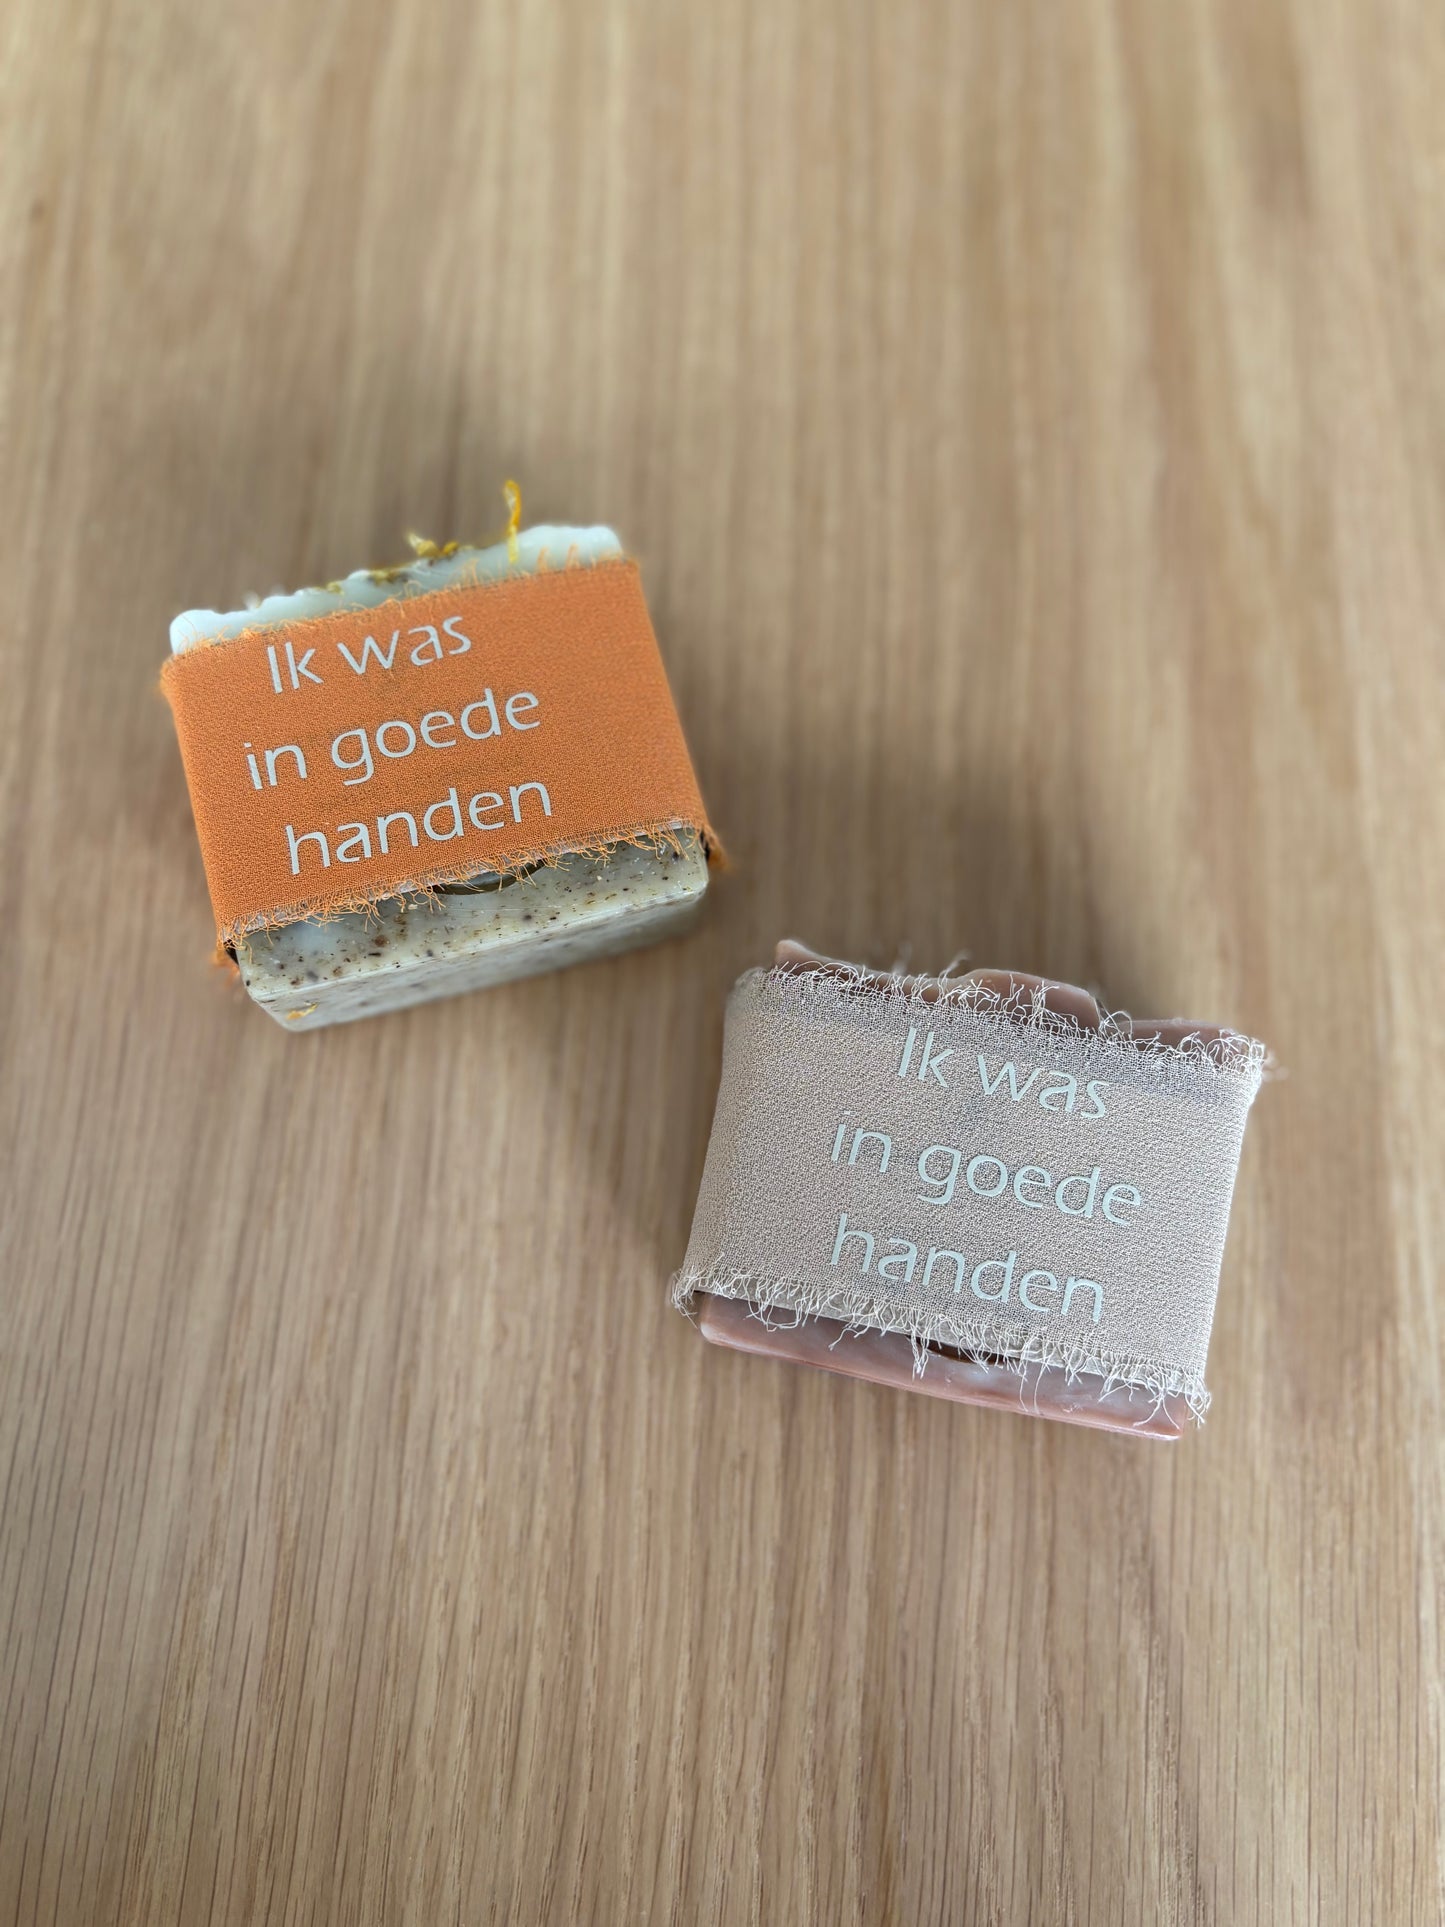 Ik was
in goede
handen
Ik was
in goede
handen